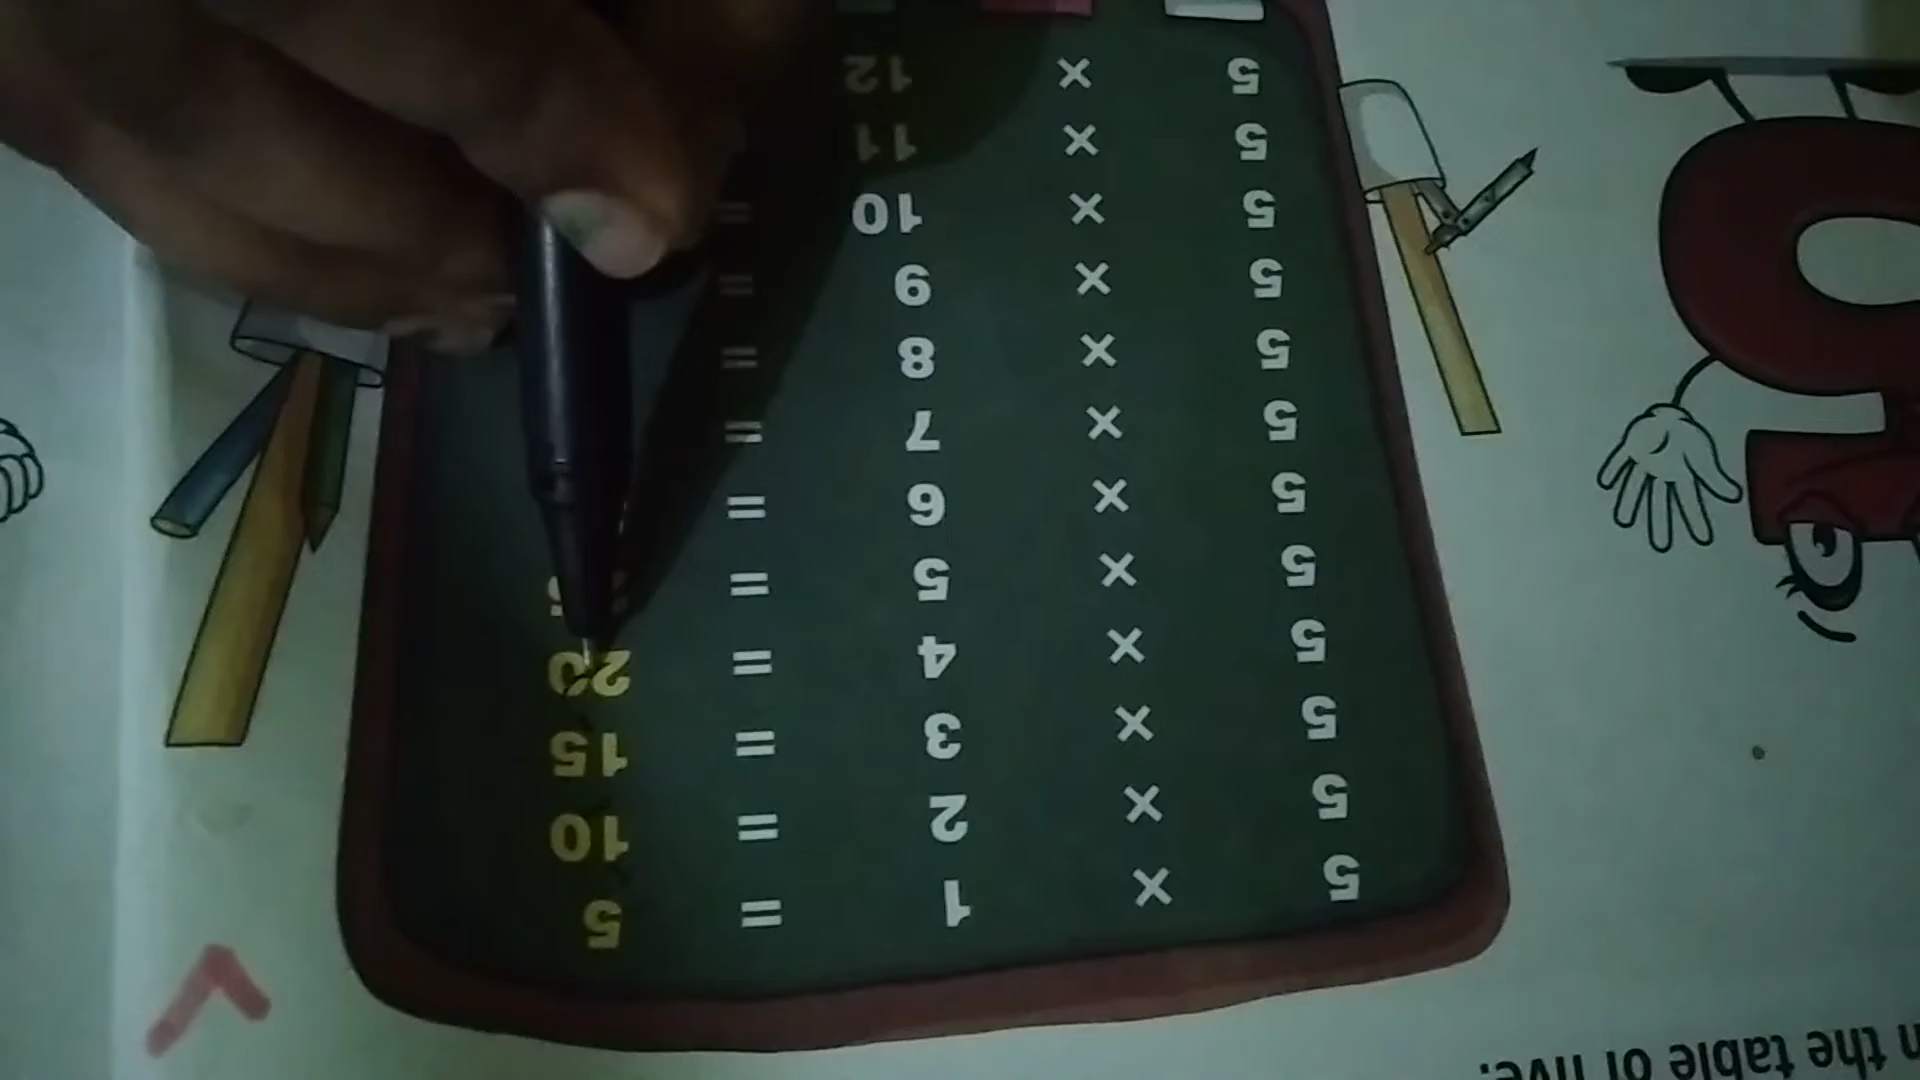 n the table of five.
5 × 1 = 5
5 × 2 = 10
5 × 3 = 15
5 × 4 = 20
5 × 5 =
5 × 6 =
5 × 7 =
5 × 8 =
5 × 9 =
5 × 10 =
5 × 11
5 × 12